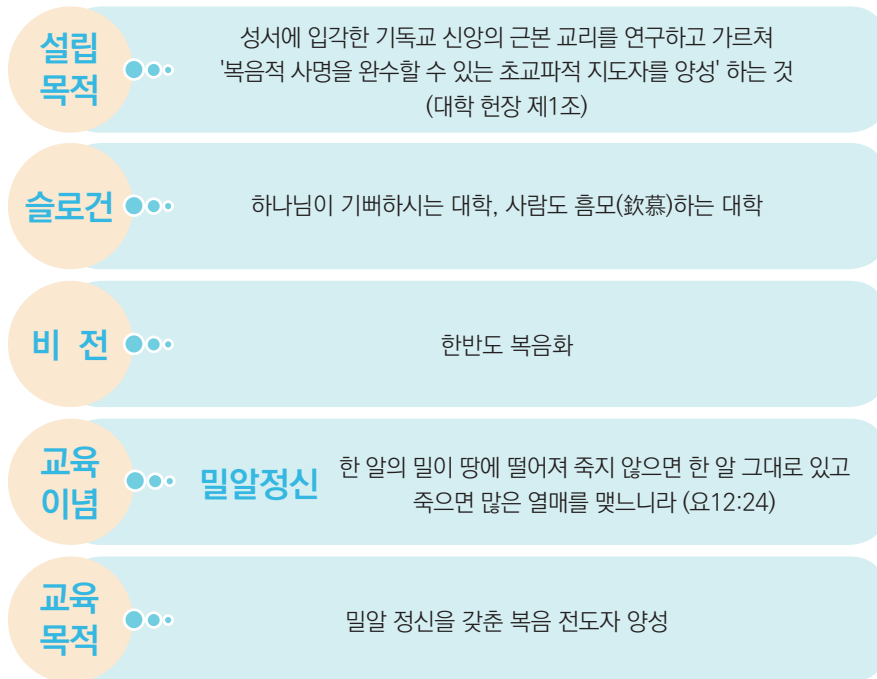 설립
목적
성서에 입각한 기독교 신앙의 근본 교리를 연구하고 가르쳐
'복음적 사명을 완수할 수 있는 초교파적 지도자를 양성' 하는 것
(대학 헌장 제1조)
슬로건
하나님이 기뻐하시는 대학, 사람도 흠모(欽慕)하는 대학
비 전
한반도 복음화
교육
이념
밀알정신
한 알의 밀이 땅에 떨어져 죽지 않으면 한 알 그대로 있고
죽으면 많은 열매를 맺느니라 (요12:24)
교육
목적
밀알 정신을 갖춘 복음 전도자 양성